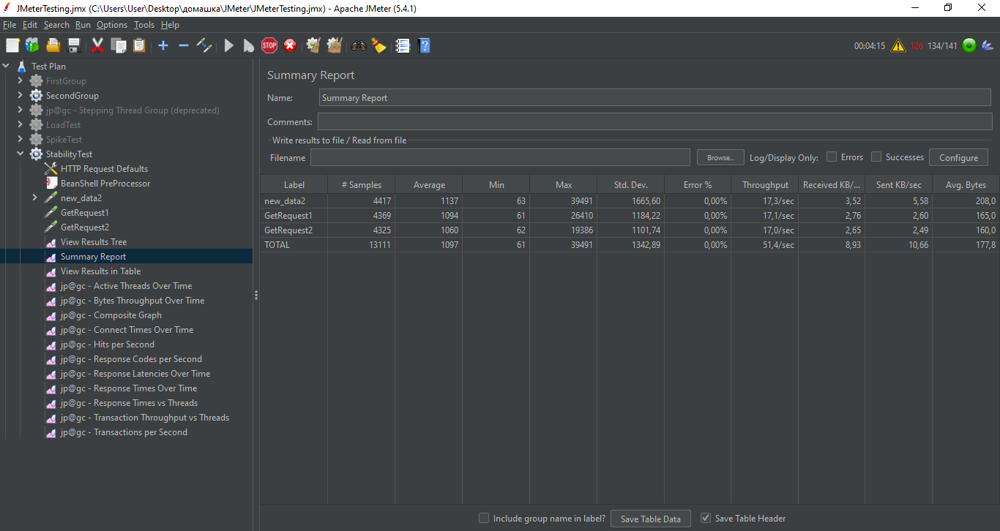 JMeterTesting.jmx (C:\Users\User\Desktop\домашка\JMeter\JMeterTesting.jmx) - Apache JMeter (5.4.1)
File Edit Search Run Options Tools Help
STOP 00:04:15 126 134/141
Test Plan
FirstGroup
SecondGroup
jp@gc - Stepping Thread Group (deprecated)
LoadTest
SpikeTest
StabilityTest
HTTP Request Defaults
BeanShell PreProcessor
new_data2
GetRequest1
GetRequest2
View Results Tree
Summary Report
View Results in Table
jp@gc - Active Threads Over Time
jp@gc - Bytes Throughput Over Time
jp@gc - Composite Graph
jp@gc - Connect Times Over Time
jp@gc - Hits per Second
jp@gc - Response Codes per Second
jp@gc - Response Latencies Over Time
jp@gc - Response Times Over Time
jp@gc - Response Times vs Threads
jp@gc - Transaction Throughput vs Threads
jp@gc - Transactions per Second
Summary Report
Name: Summary Report
Comments:
Write results to file / Read from file
Filename Browse... Log/Display Only: Errors Successes Configure
Label # Samples Average Min Max Std. Dev. Error % Throughput Received KB/... Sent KB/sec Avg. Bytes
new_data2 4417 1137 63 39491 1665,60 0,00% 17,3/sec 3,52 5,58 208,0
GetRequest1 4369 1094 61 26410 1184,22 0,00% 17,1/sec 2,76 2,60 165,0
GetRequest2 4325 1060 62 19386 1101,74 0,00% 17,0/sec 2,65 2,49 160,0
TOTAL 13111 1097 61 39491 1342,89 0,00% 51,4/sec 8,93 10,66 177,8
Include group name in label? Save Table Data Save Table Header